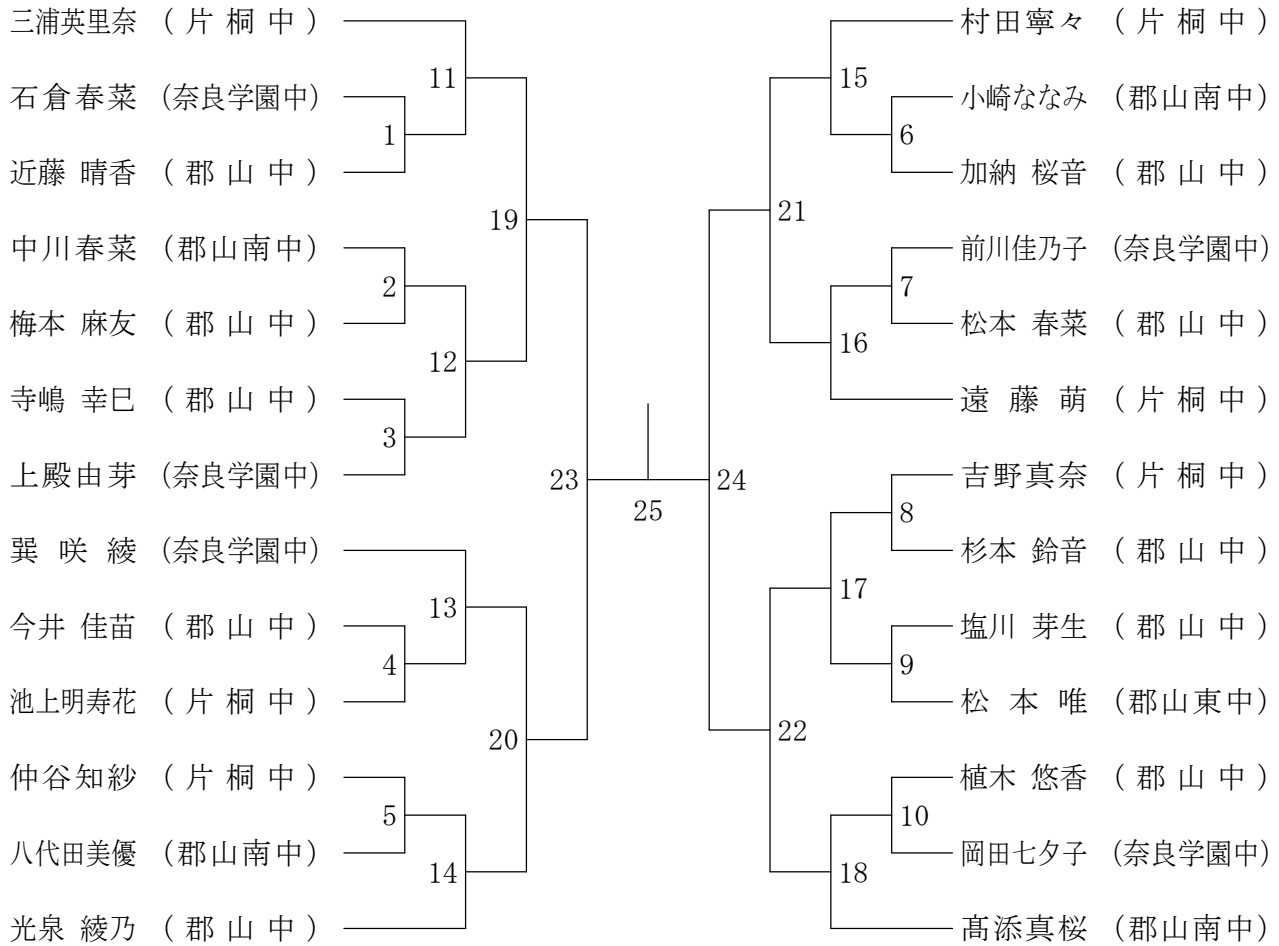 三浦英里奈 (片桐中)
石倉春菜 (奈良学園中)
近藤 晴香 (郡山中)
中川春菜 (郡山南中)
梅本 麻友 (郡山中)
寺嶋 幸巳 (郡山中)
上殿由芽 (奈良学園中)
巽 咲 綾 (奈良学園中)
今井 佳苗 (郡山中)
池上明寿花 (片桐中)
仲谷知紗 (片桐中)
八代田美優 (郡山南中)
光泉 綾乃 (郡山中)
11
1
19
2
12
3
23
13
4
20
5
14
25
24
15
6
21
7
16
8
17
9
22
10
18
村田寧々 (片桐中)
小崎ななみ (郡山南中)
加納 桜音 (郡山中)
前川佳乃子 (奈良学園中)
松本 春菜 (郡山中)
遠 藤 萌 (片桐中)
吉野真奈 (片桐中)
杉本 鈴音 (郡山中)
塩川 芽生 (郡山中)
松 本 唯 (郡山東中)
植木 悠香 (郡山中)
岡田七夕子 (奈良学園中)
髙添真桜 (郡山南中)